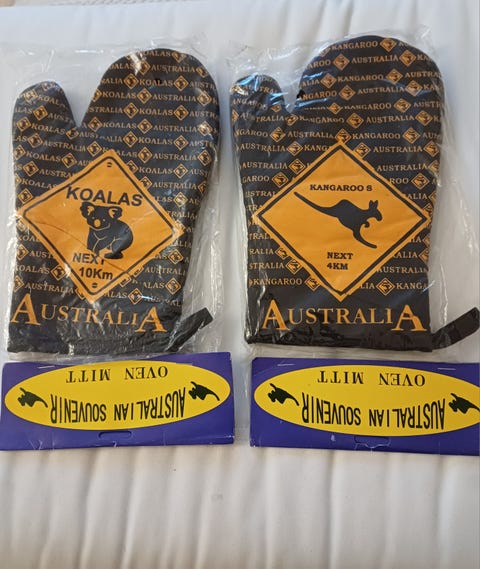 KOALAS
NEXT
10Km
AUSTRALIA
KANGAROO S
NEXT
4KM
AUSTRALIA
AUSTRALIAN SOUVENIR
OVEN MITT
AUSTRALIAN SOUVENIR
OVEN MITT